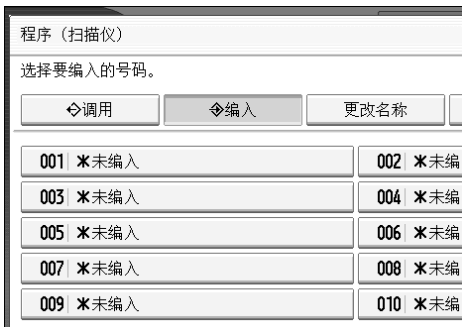 程序（扫描仪）
选择要编入的号码。
调用 编入 更改名称
001 未编入 002 未编
003 未编入 004 未编
005 未编入 006 未编
007 未编入 008 未编
009 未编入 010 未编